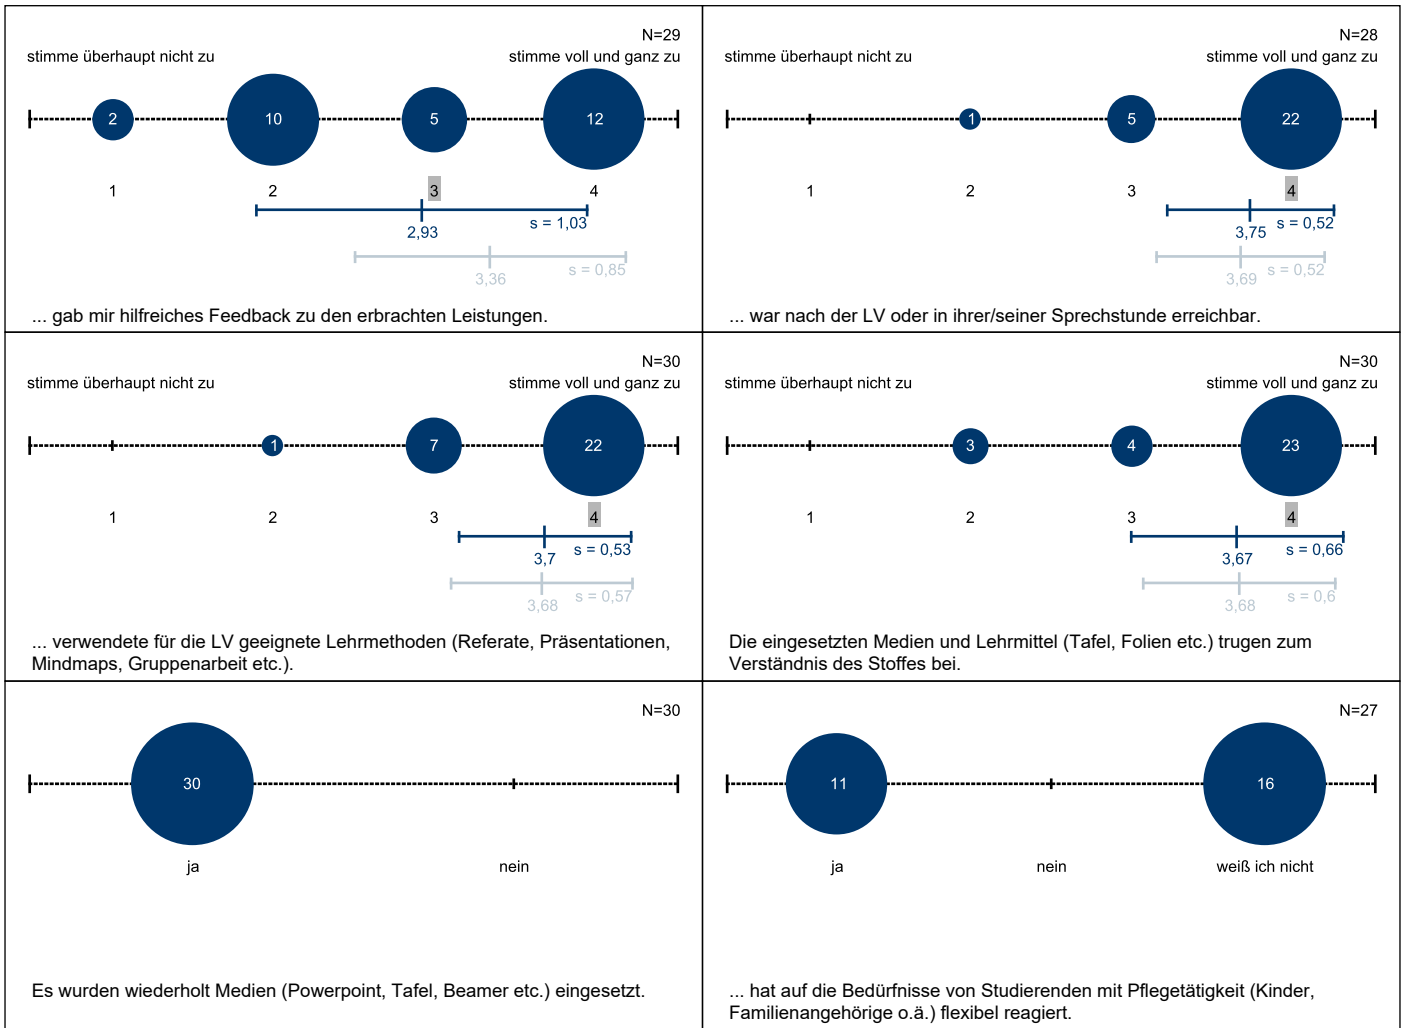 N=29
stimme überhaupt nicht zu stimme voll und ganz zu
2 10 5 12
1 2 3 4
s = 1,03
2,93
s = 0,85
3,36
... gab mir hilfreiches Feedback zu den erbrachten Leistungen.
N=28
stimme überhaupt nicht zu stimme voll und ganz zu
1 5 22
1 2 3 4
s = 0,52
3,75
s = 0,52
3,69
... war nach der LV oder in ihrer/seiner Sprechstunde erreichbar.
N=30
stimme überhaupt nicht zu stimme voll und ganz zu
1 7 22
1 2 3 4
s = 0,53
3,7
s = 0,57
3,68
... verwendete für die LV geeignete Lehrmethoden (Referate, Präsentationen,
Mindmaps, Gruppenarbeit etc.).
N=30
stimme überhaupt nicht zu stimme voll und ganz zu
3 4 23
1 2 3 4
s = 0,66
3,67
s = 0,6
3,68
Die eingesetzten Medien und Lehrmittel (Tafel, Folien etc.) trugen zum
Verständnis des Stoffes bei.
N=30
30
ja nein
Es wurden wiederholt Medien (Powerpoint, Tafel, Beamer etc.) eingesetzt.
N=27
11 16
ja nein weiß ich nicht
... hat auf die Bedürfnisse von Studierenden mit Pflegetätigkeit (Kinder,
Familienangehörige o.ä.) flexibel reagiert.